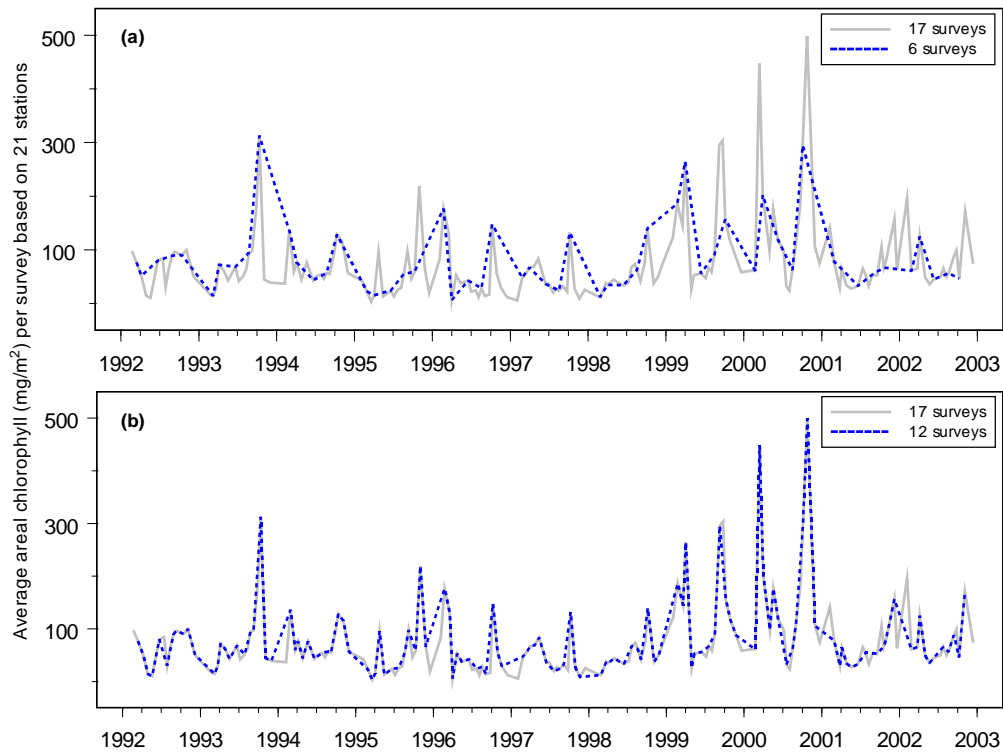 Average areal chlorophyll (mg/m²) per survey based on 21 stations
(a)
17 surveys
6 surveys
500
300
100
1992 1993 1994 1995 1996 1997 1998 1999 2000 2001 2002 2003
(b)
17 surveys
12 surveys
500
300
100
1992 1993 1994 1995 1996 1997 1998 1999 2000 2001 2002 2003